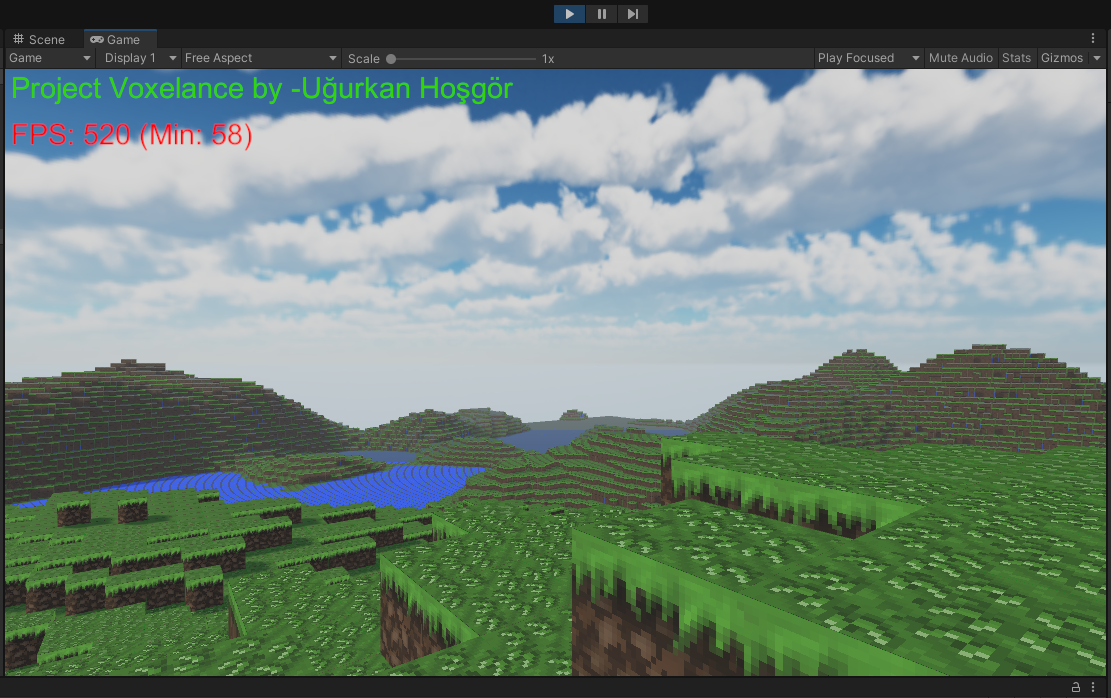 Scene Game
Game Display 1 Free Aspect Scale 1x Play Focused Mute Audio Stats Gizmos
Project Voxelance by -Uğurkan Hoşgör
FPS: 520 (Min: 58)